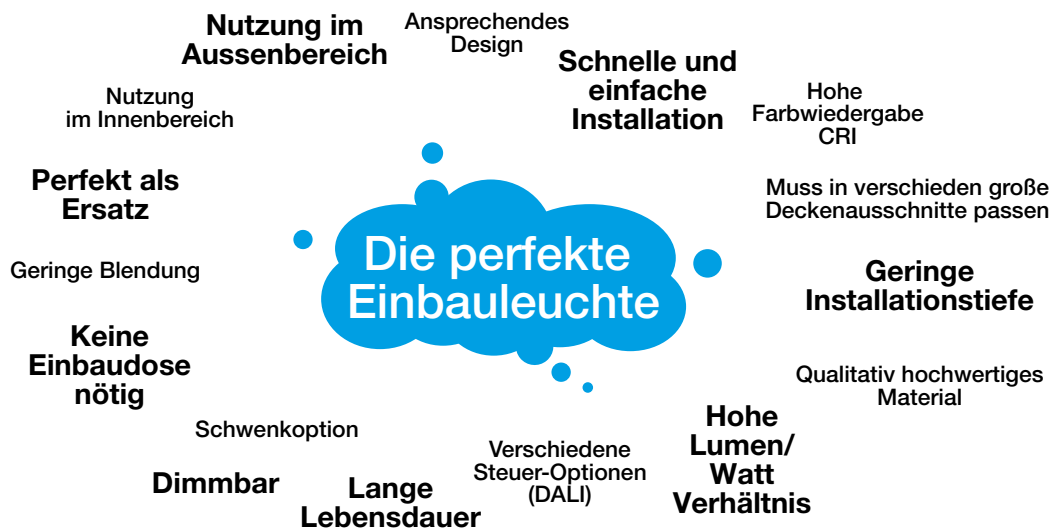 Nutzung im
Aussenbereich
Ansprechendes
Design
Schnelle und
einfache
Installation
Hohe
Farbwiedergabe
CRI
Nutzung
im Innenbereich
Perfekt als
Ersatz
Muss in verschieden große
Deckenausschnitte passen
Die perfekte
Einbauleuchte
Geringe Blendung
Geringe
Installationstiefe
Keine
Einbaudose
nötig
Qualitativ hochwertiges
Material
Schwenkoption
Hohe
Lumen/
Watt
Verhältnis
Verschiedene
Steuer-Optionen
(DALI)
Dimmbar
Lange
Lebensdauer